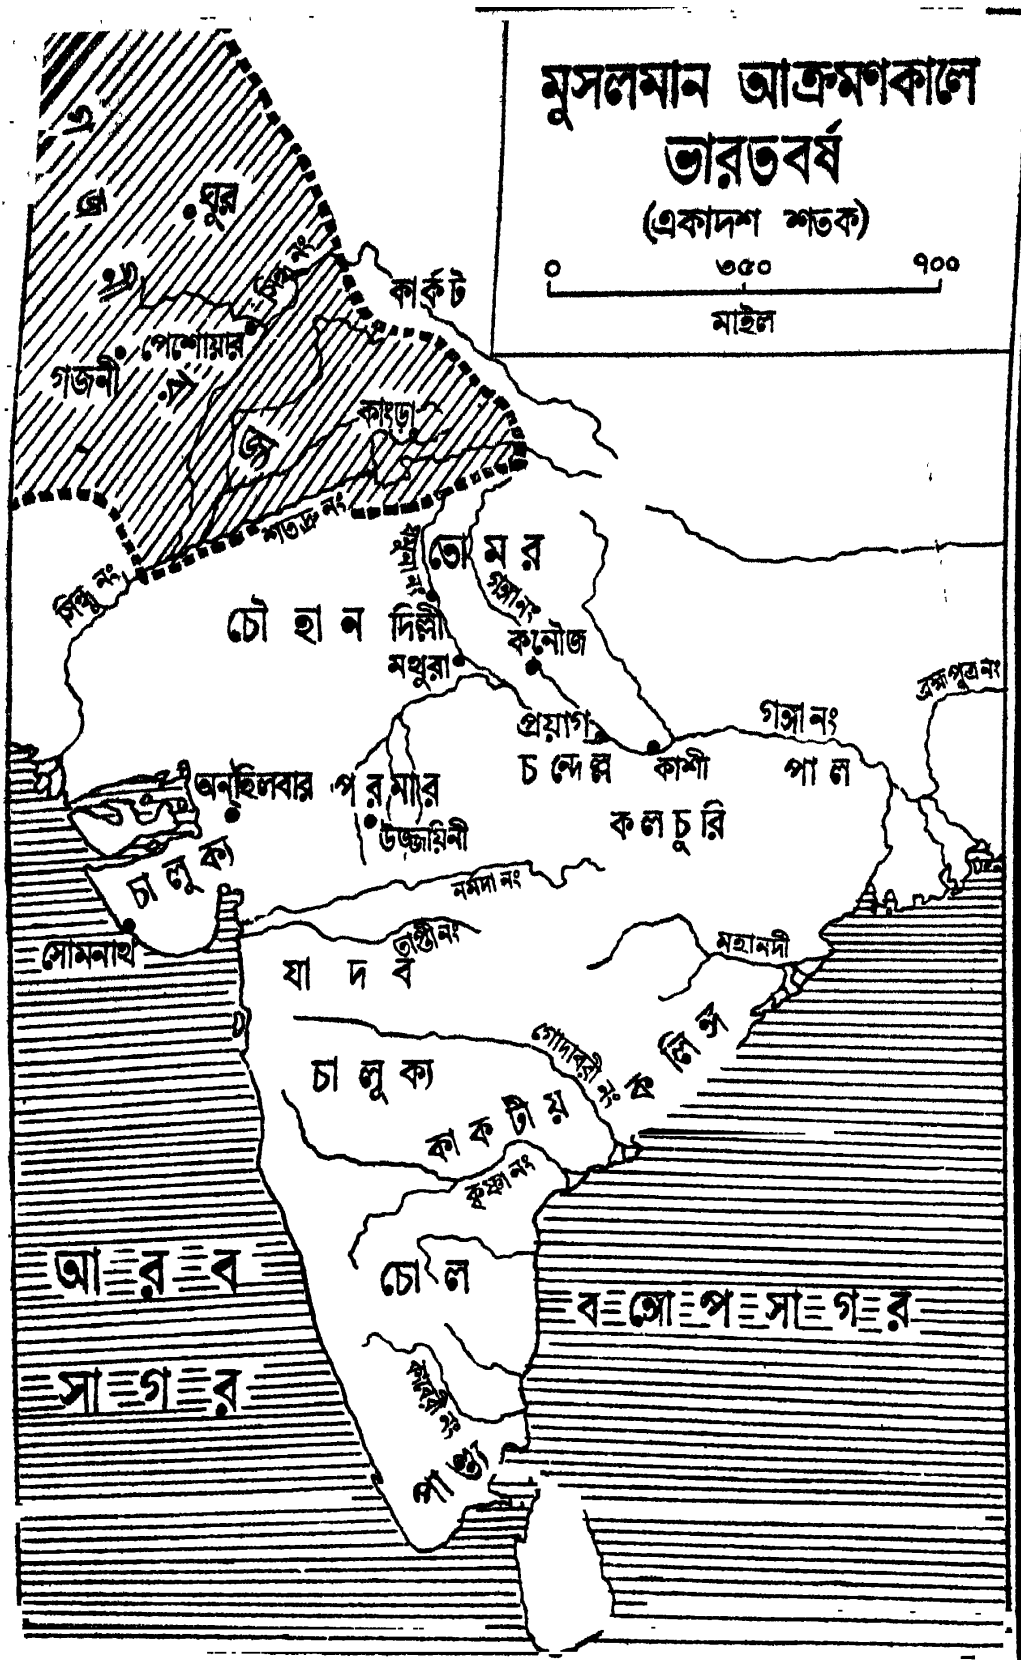 মুসলমান আক্রমণকালে
ভারতবর্ষ
(একাদশ শতক)
০ ৩৫০ ৭০০
মাইল
ঘুর
সিন্ধু নং
কার্কট
পেশোয়ার
গজনী
কাংড়া
রাজ্য
শতদ্রু নং
সিন্ধু নং
তোমর
গঙ্গা নং
চৌহান
দিল্লী
কনৌজ
মথুরা
ব্রহ্মপুত্র নং
প্রয়াগ
গঙ্গা নং
চন্দেল্ল
কাশী
পাল
অনহিলবার
পরমার
কলচুরি
উজ্জয়িনী
চালুক্য
নর্মদা নং
সোমনাথ
তাপ্তী নং
মহানদী
যাদব
কলিঙ্গ
গোদাবরী নং
চালুক্য
কাকটীয়
কৃষ্ণা নং
চোল
আরব
সাগর
বঙ্গোপসাগর
কাবেরী নং
পাণ্ড্য